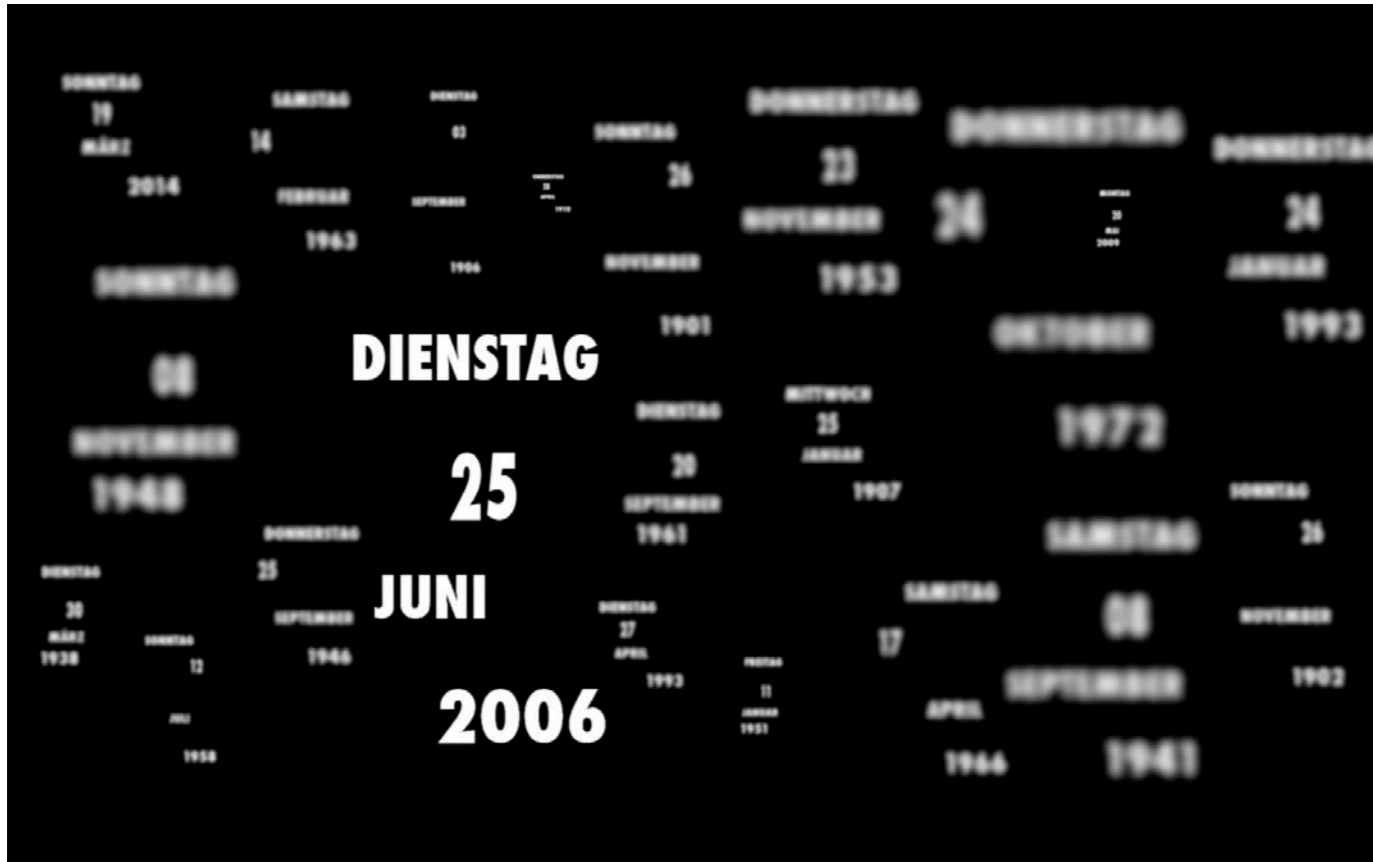 SONNTAG
19
MÄRZ
2014
SAMSTAG
14
FEBRUAR
1963
DIENSTAG
03
SEPTEMBER
1906
SONNTAG
26
NOVEMBER
1901
DONNERSTAG
23
NOVEMBER
1953
DONNERSTAG
24
OKTOBER
1972
MONTAG
20
MAI
2009
DONNERSTAG
24
JANUAR
1993
SONNTAG
08
NOVEMBER
1948
DIENSTAG
25
JUNI
2006
DIENSTAG
20
SEPTEMBER
1961
MITTWOCH
25
JANUAR
1907
SONNTAG
26
NOVEMBER
1902
DIENSTAG
30
MÄRZ
1938
SONNTAG
12
JULI
1958
DONNERSTAG
25
SEPTEMBER
1946
DIENSTAG
27
APRIL
1993
FREITAG
11
JANUAR
1951
SAMSTAG
17
APRIL
1966
SAMSTAG
08
SEPTEMBER
1941